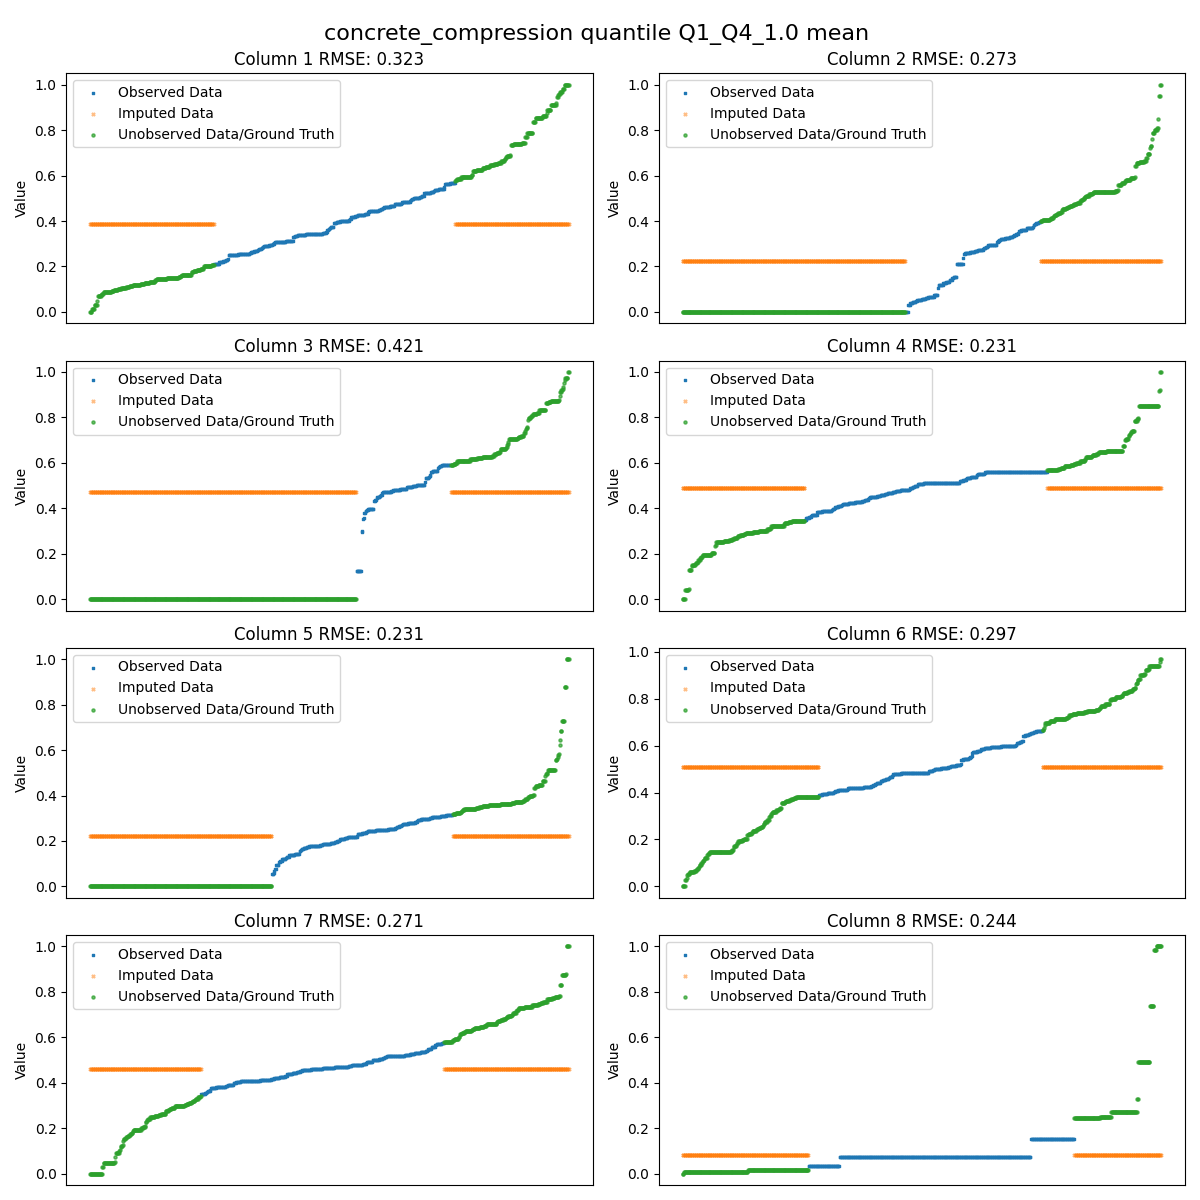 concrete_compression quantile Q1_Q4_1.0 mean
Column 1 RMSE: 0.323
1.0
0.8
0.6
0.4
0.2
0.0
Value
Observed Data
Imputed Data
Unobserved Data/Ground Truth
Column 2 RMSE: 0.273
1.0
0.8
0.6
0.4
0.2
0.0
Value
Observed Data
Imputed Data
Unobserved Data/Ground Truth
Column 3 RMSE: 0.421
1.0
0.8
0.6
0.4
0.2
0.0
Value
Observed Data
Imputed Data
Unobserved Data/Ground Truth
Column 4 RMSE: 0.231
1.0
0.8
0.6
0.4
0.2
0.0
Value
Observed Data
Imputed Data
Unobserved Data/Ground Truth
Column 5 RMSE: 0.231
1.0
0.8
0.6
0.4
0.2
0.0
Value
Observed Data
Imputed Data
Unobserved Data/Ground Truth
Column 6 RMSE: 0.297
1.0
0.8
0.6
0.4
0.2
0.0
Value
Observed Data
Imputed Data
Unobserved Data/Ground Truth
Column 7 RMSE: 0.271
1.0
0.8
0.6
0.4
0.2
0.0
Value
Observed Data
Imputed Data
Unobserved Data/Ground Truth
Column 8 RMSE: 0.244
1.0
0.8
0.6
0.4
0.2
0.0
Value
Observed Data
Imputed Data
Unobserved Data/Ground Truth